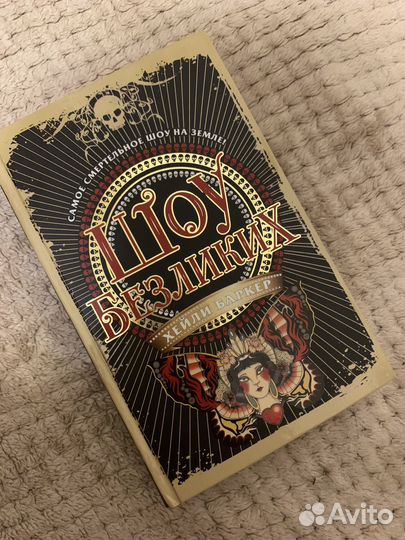 САМОЕ СМЕРТЕЛЬНОЕ ШОУ НА ЗЕМЛЕ!
ШОУ
БЕЗЛИКИХ
ХЕЙЛИ БАРКЕР
Avito